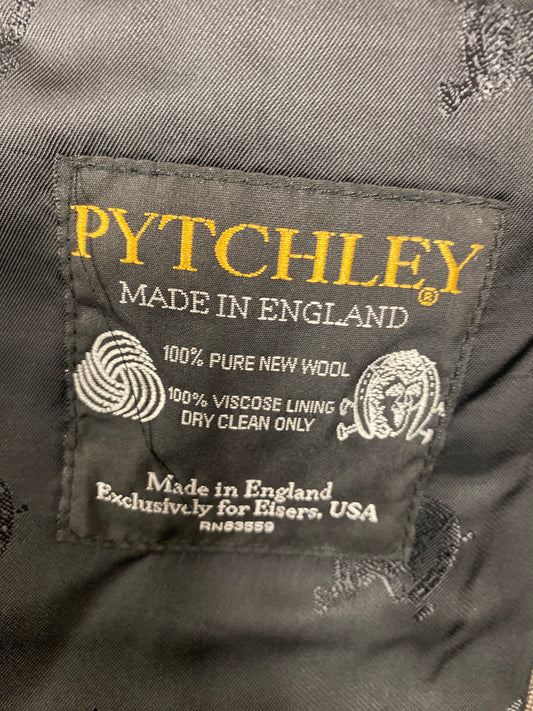 PYTCHLEY®
MADE IN ENGLAND
100% PURE NEW WOOL
100% VISCOSE LINING
DRY CLEAN ONLY
Made in England
Exclusively for Eisers, USA
RN63559